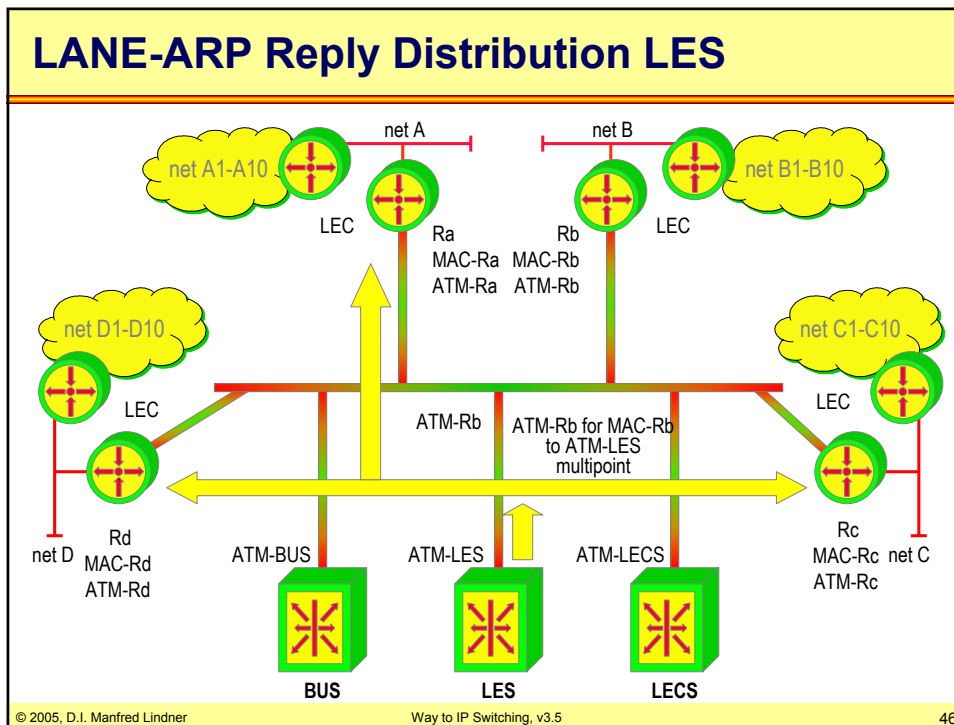 LANE-ARP Reply Distribution LES
net A
net B
net A1-A10
net B1-B10
LEC
LEC
Ra
MAC-Ra
ATM-Ra
Rb
MAC-Rb
ATM-Rb
net D1-D10
net C1-C10
LEC
LEC
ATM-Rb
ATM-Rb for MAC-Rb
to ATM-LES
multipoint
net D
Rd
MAC-Rd
ATM-Rd
ATM-BUS
ATM-LES
ATM-LECS
Rc
MAC-Rc
ATM-Rc
net C
BUS
LES
LECS
© 2005, D.I. Manfred Lindner
Way to IP Switching, v3.5
46